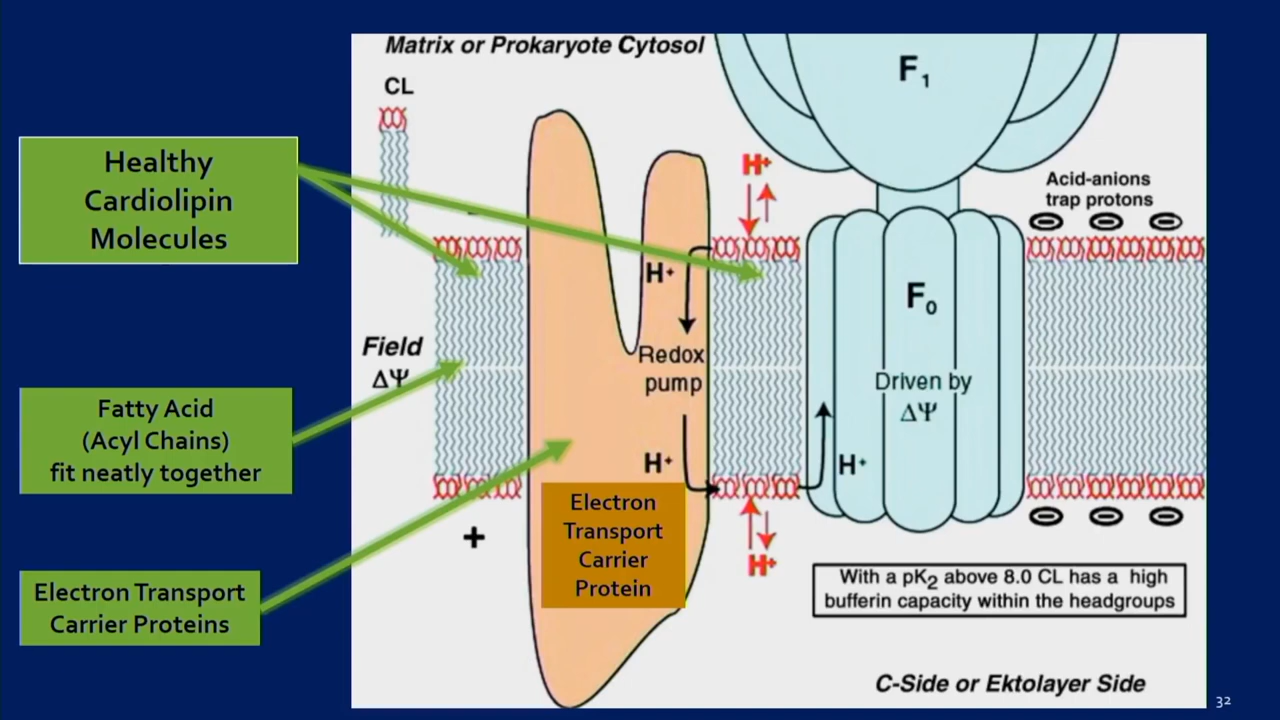 Matrix or Prokaryote Cytosol
CL
F₁
Healthy
Cardiolipin
Molecules
H⁺
Acid-anions
trap protons
-
H⁺
F₀
Field
ΔΨ
Redox
pump
Driven by
ΔΨ
Fatty Acid
(Acyl Chains)
fit neatly together
H⁺
H⁺
Electron
Transport
Carrier
Protein
+
H⁺
Electron Transport
Carrier Proteins
With a pK₂ above 8.0 CL has a high
bufferin capacity within the headgroups
C-Side or Ektolayer Side
32